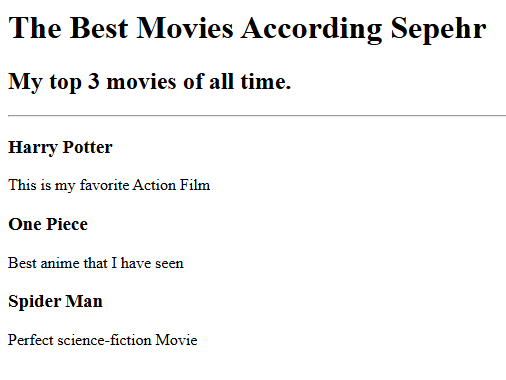 The Best Movies According Sepehr
My top 3 movies of all time.
Harry Potter
This is my favorite Action Film
One Piece
Best anime that I have seen
Spider Man
Perfect science-fiction Movie